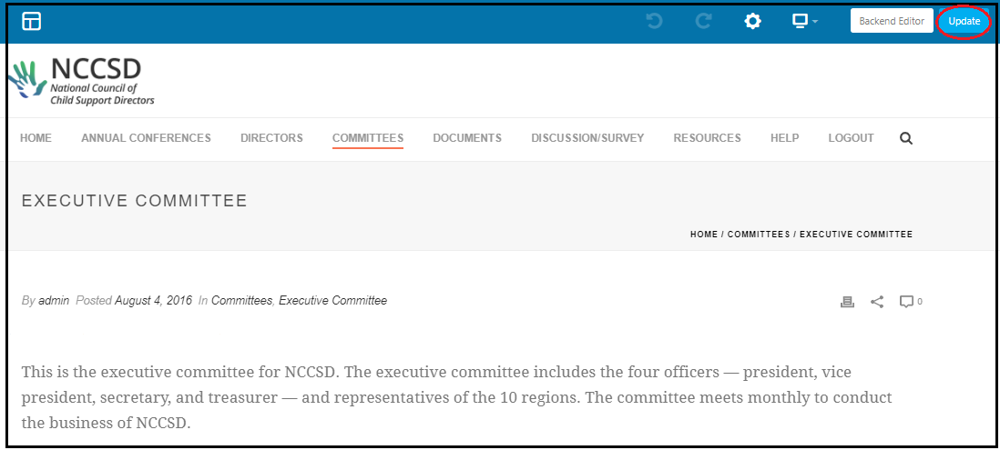 Backend Editor Update
NCCSD
National Council of
Child Support Directors
HOME ANNUAL CONFERENCES DIRECTORS COMMITTEES DOCUMENTS DISCUSSION/SURVEY RESOURCES HELP LOGOUT
EXECUTIVE COMMITTEE
HOME / COMMITTEES / EXECUTIVE COMMITTEE
By admin Posted August 4, 2016 In Committees, Executive Committee 0
This is the executive committee for NCCSD. The executive committee includes the four officers — president, vice
president, secretary, and treasurer — and representatives of the 10 regions. The committee meets monthly to conduct
the business of NCCSD.